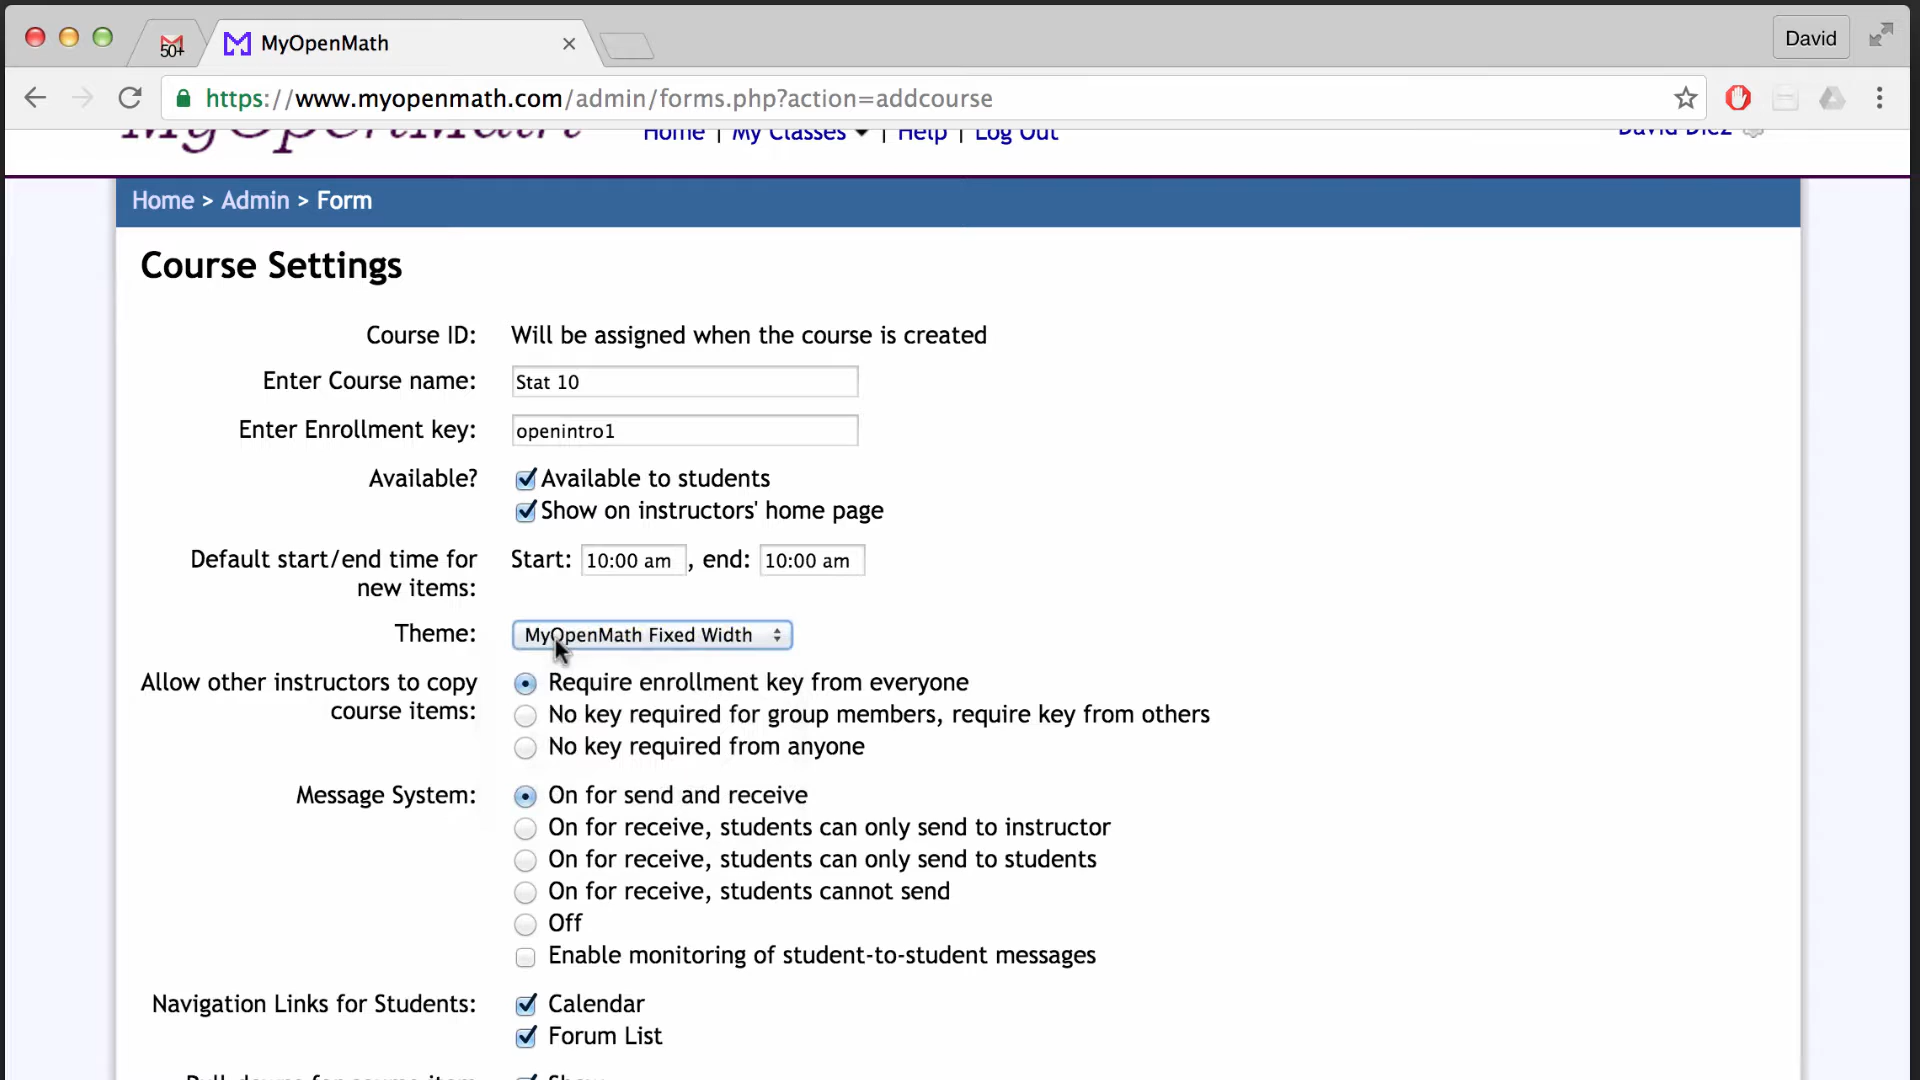 50+
MyOpenMath
David
https://www.myopenmath.com/admin/forms.php?action=addcourse
MyOpenMath Home | My Classes | Help | Log Out David Diez
Home > Admin > Form
Course Settings
Course ID: Will be assigned when the course is created
Enter Course name: Stat 10
Enter Enrollment key: openintro1
Available? Available to students
Show on instructors' home page
Default start/end time for Start: 10:00 am , end: 10:00 am
new items:
Theme: MyOpenMath Fixed Width
Allow other instructors to copy Require enrollment key from everyone
course items: No key required for group members, require key from others
No key required from anyone
Message System: On for send and receive
On for receive, students can only send to instructor
On for receive, students can only send to students
On for receive, students cannot send
Off
Enable monitoring of student-to-student messages
Navigation Links for Students: Calendar
Forum List